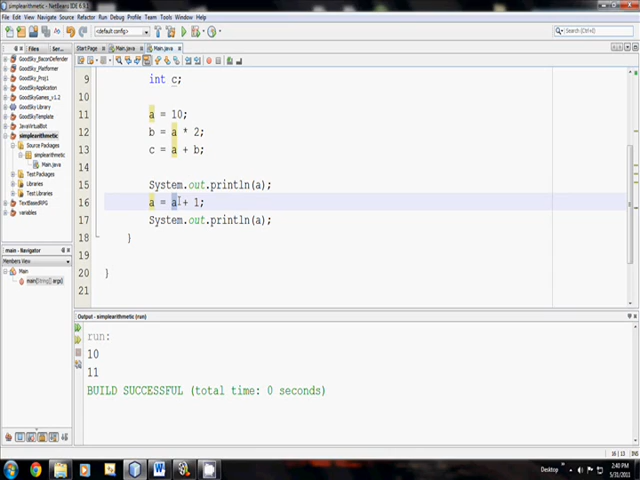 simplearithmetic - NetBeans IDE 6.9.1
File Edit View Navigate Source Refactor Run Debug Profile Team Tools Window Help
<default config>
Search (Ctrl+I)
Files
Start Page
Main.java
Main.java
GoodSky_BaconDefender
GoodSky_Platformer
GoodSky_Proj1
GoodSkyApplication
GoodSkyGames_v1.2
GoodSky Library
GoodSkyTemplate
JavaVirtualBot
simplearithmetic
Source Packages
simplearithmetic
Main.java
Test Packages
Libraries
Test Libraries
TextBasedRPG
variables
9 int c;
10
11 a = 10;
12 b = a * 2;
13 c = a + b;
14
15 System.out.println(a);
16 a = a + 1;
17 System.out.println(a);
18 }
19
20 }
21
main - Navigator
Members View
Main
main(String[] args)
Output - simplearithmetic (run)
run:
10
11
BUILD SUCCESSFUL (total time: 0 seconds)
16 | 13
INS
Desktop
2:40 PM
5/31/2011